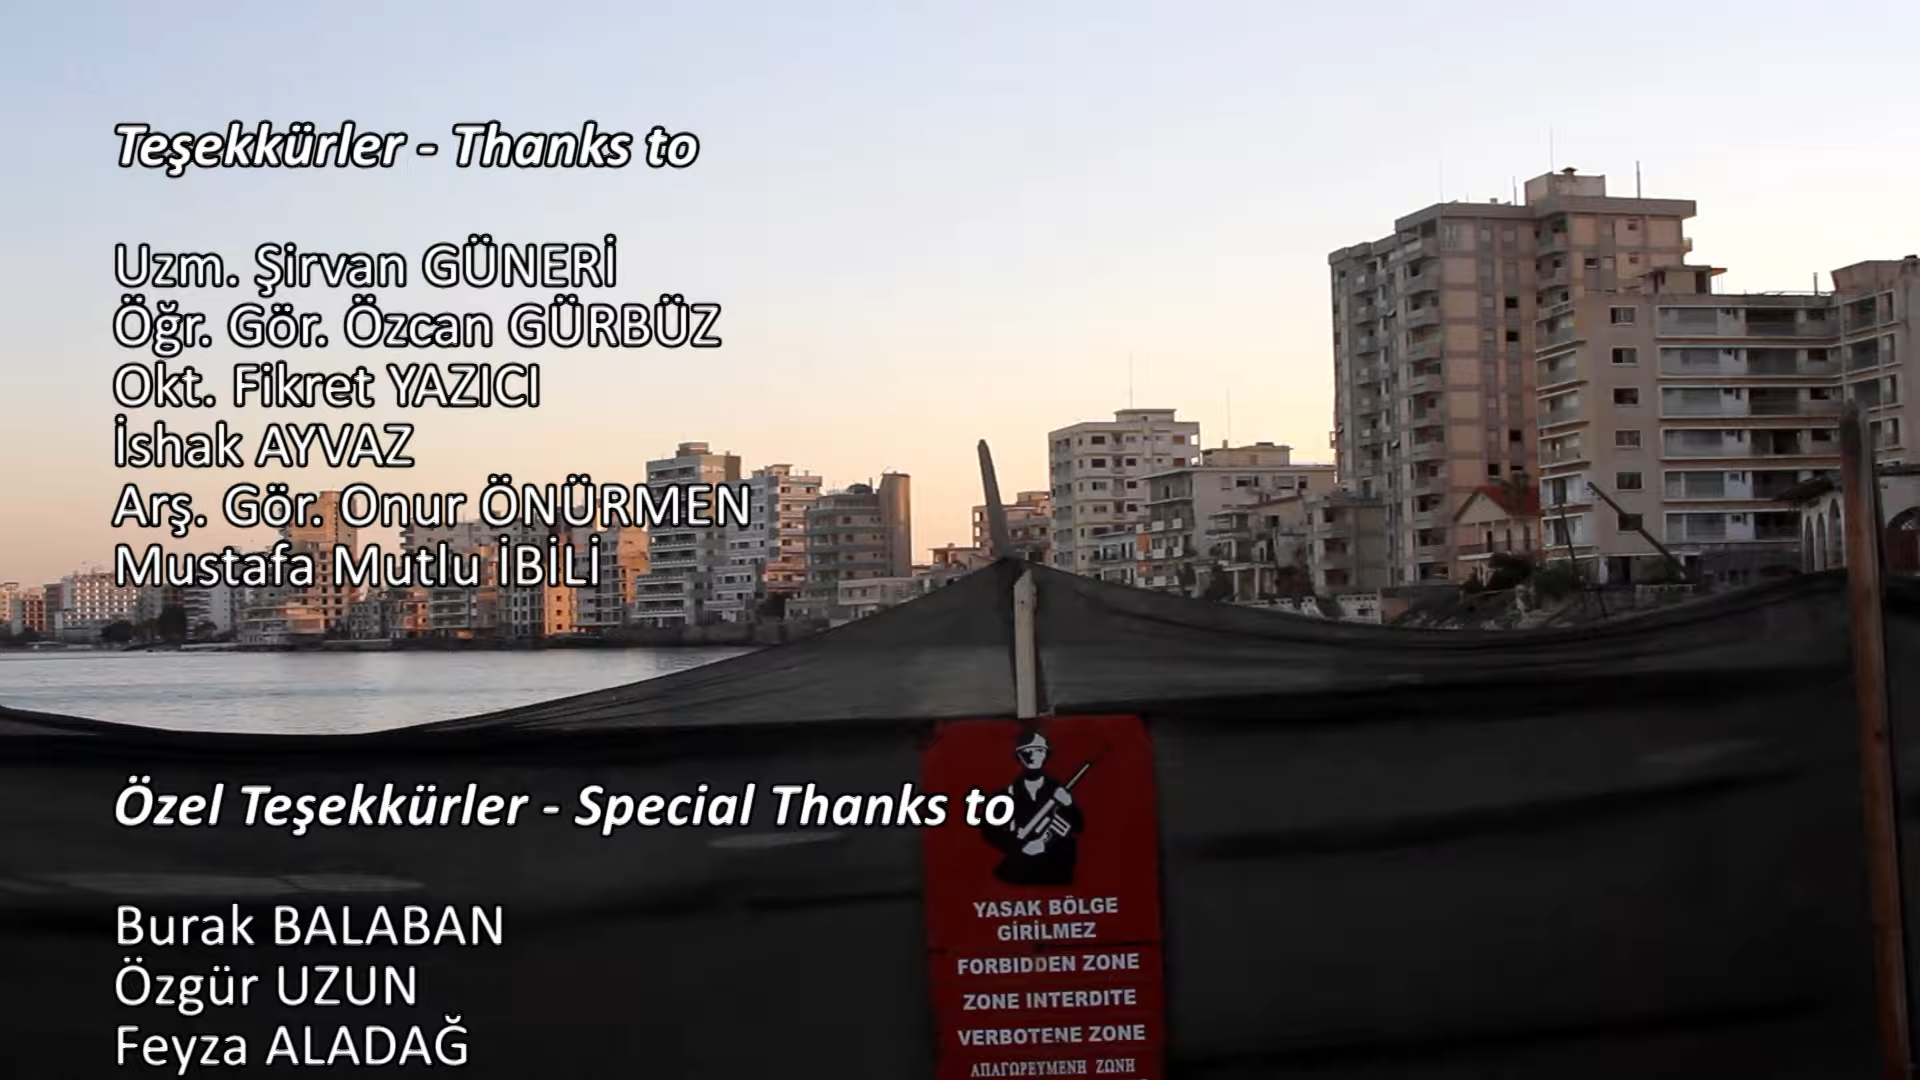 Teşekkürler - Thanks to
Uzm. Şirvan GÜNERİ
Öğr. Gör. Özcan GÜRBÜZ
Okt. Fikret YAZICI
İshak AYVAZ
Arş. Gör. Onur ÖNÜRMEN
Mustafa Mutlu İBİLİ
Özel Teşekkürler - Special Thanks to
Burak BALABAN
Özgür UZUN
Feyza ALADAĞ
YASAK BÖLGE
GİRİLMEZ
FORBIDDEN ZONE
ZONE INTERDITE
VERBOTENE ZONE
ΑΠΑΓΩΡΕΥΜΕΝΗ ΖΩΝΗ